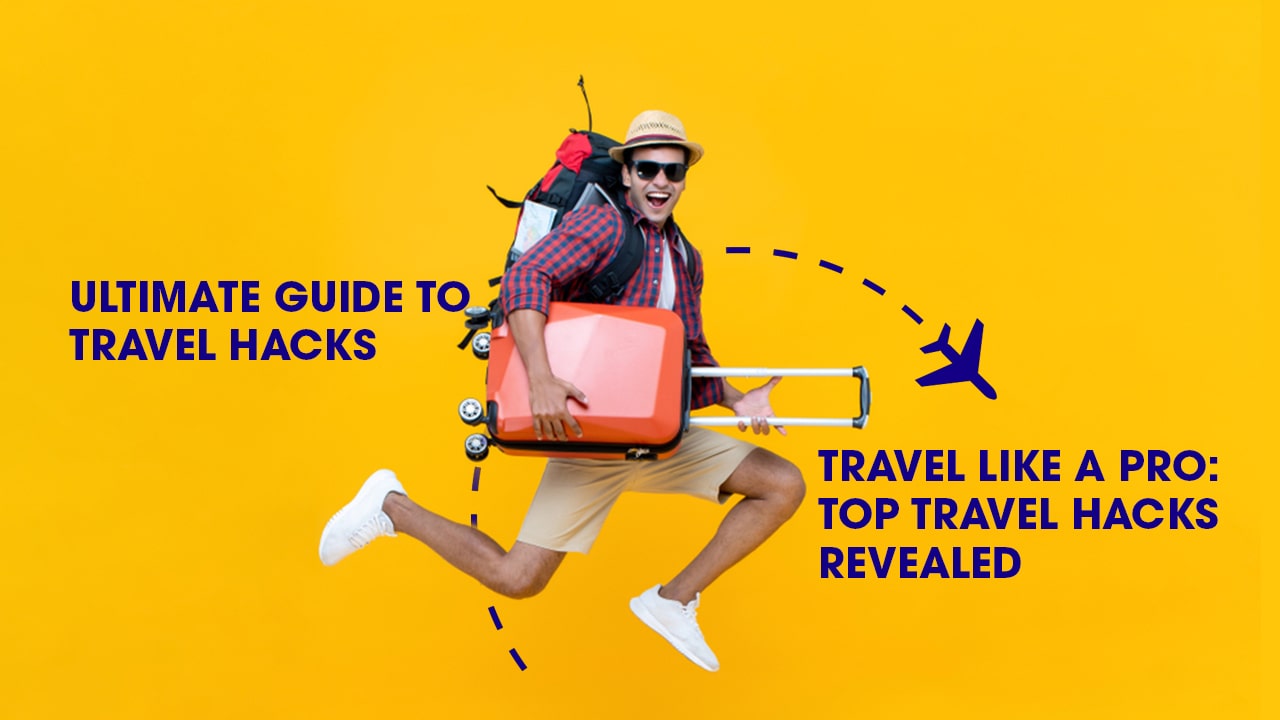 ULTIMATE GUIDE TO
TRAVEL HACKS
TRAVEL LIKE A PRO:
TOP TRAVEL HACKS
REVEALED